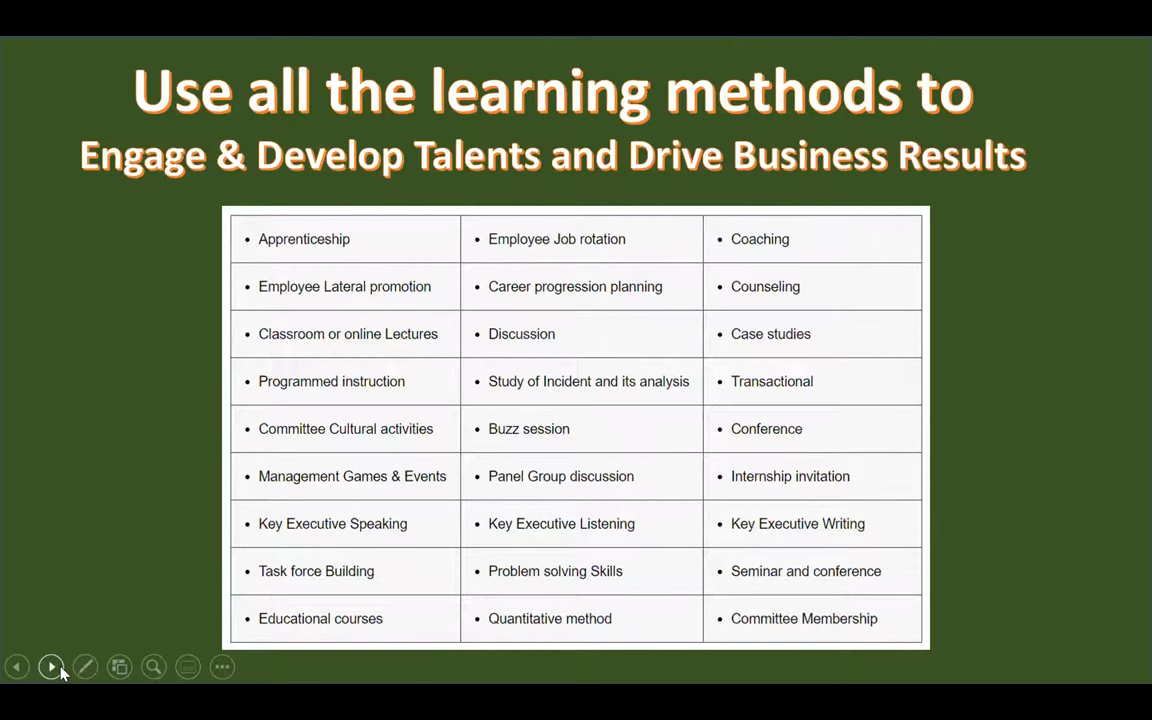 Use all the learning methods to
Engage & Develop Talents and Drive Business Results
• Apprenticeship
• Employee Job rotation
• Coaching
• Employee Lateral promotion
• Career progression planning
• Counseling
• Classroom or online Lectures
• Discussion
• Case studies
• Programmed instruction
• Study of Incident and its analysis
• Transactional
• Committee Cultural activities
• Buzz session
• Conference
• Management Games & Events
• Panel Group discussion
• Internship invitation
• Key Executive Speaking
• Key Executive Listening
• Key Executive Writing
• Task force Building
• Problem solving Skills
• Seminar and conference
• Educational courses
• Quantitative method
• Committee Membership